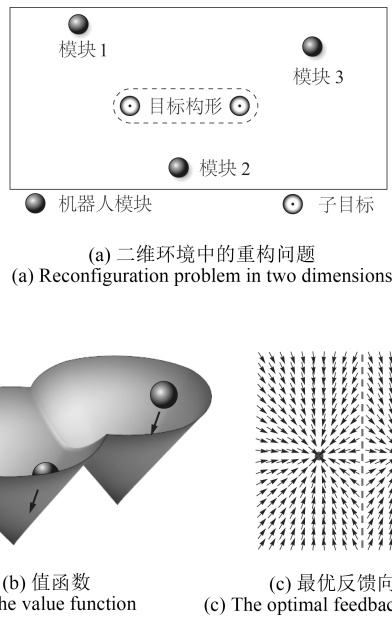 模块 1
模块 3
目标构形
模块 2
机器人模块
子目标
(a) 二维环境中的重构问题
(a) Reconfiguration problem in two dimensions
(b) 值函数
he value function
(c) 最优反馈向
(c) The optimal feedbac